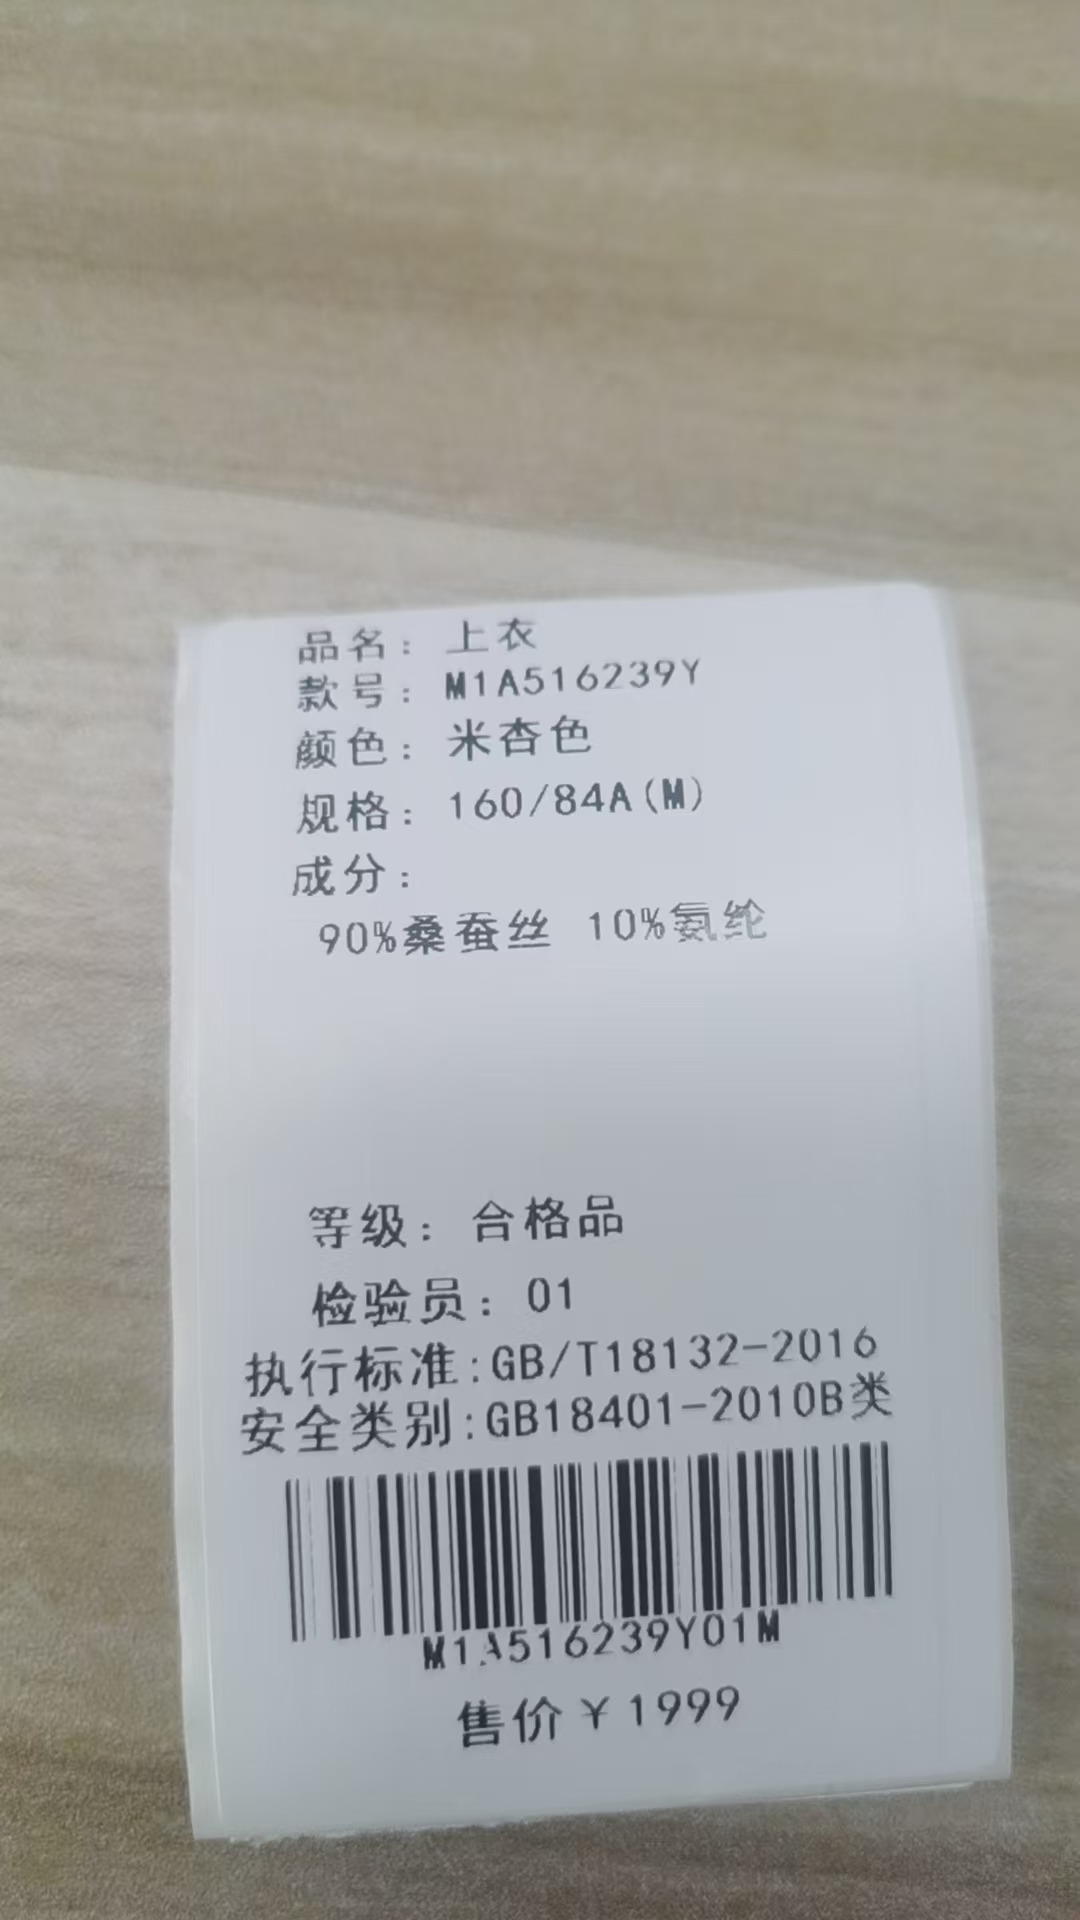 品名：上衣
款号：M1A516239Y
颜色：米杏色
规格：160/84A(M)
成分：
90%桑蚕丝 10%氨纶
等级：合格品
检验员：01
执行标准:GB/T18132-2016
安全类别:GB18401-2010B类
M1A516239Y01M
售价￥1999